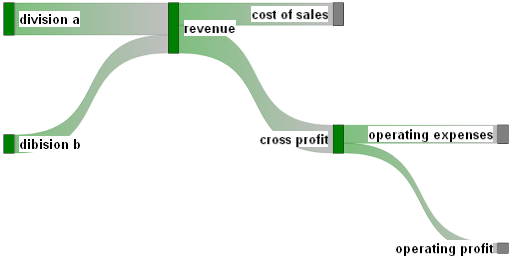 division a
cost of sales
revenue
dibision b
cross profit
operating expenses
operating profit